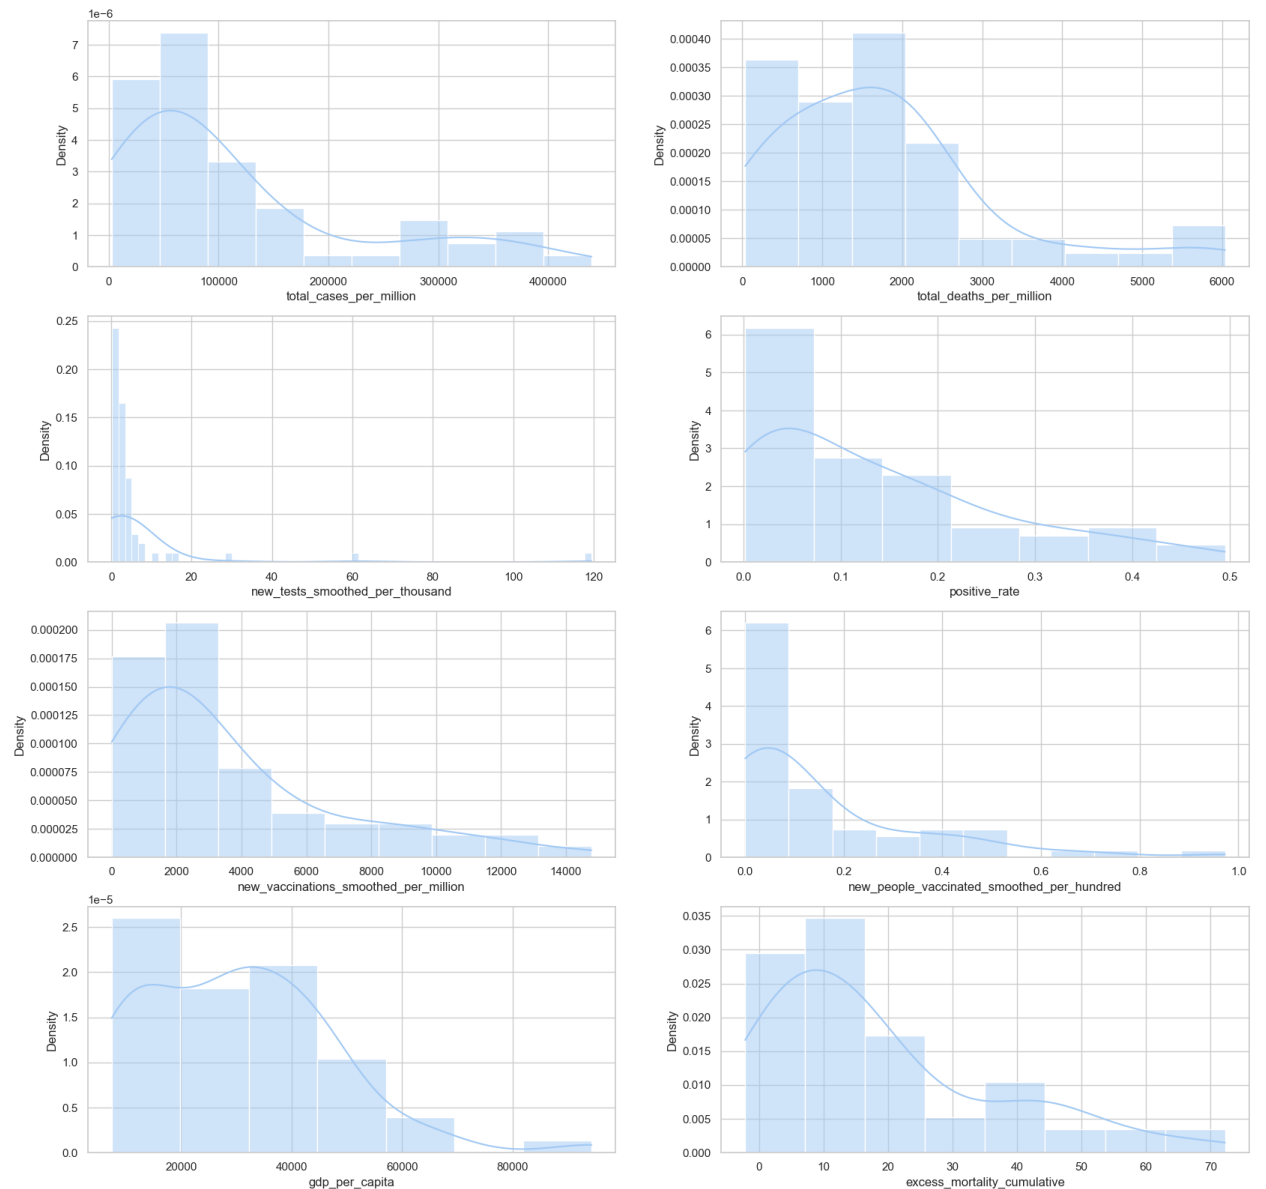 1e−6
7
6
5
4
3
2
1
0
Density
0 100000 200000 300000 400000
total_cases_per_million
0.00040
0.00035
0.00030
0.00025
0.00020
0.00015
0.00010
0.00005
0.00000
Density
0 1000 2000 3000 4000 5000 6000
total_deaths_per_million
0.25
0.20
0.15
0.10
0.05
0.00
Density
0 20 40 60 80 100 120
new_tests_smoothed_per_thousand
6
5
4
3
2
1
0
Density
0.0 0.1 0.2 0.3 0.4 0.5
positive_rate
0.000200
0.000175
0.000150
0.000125
0.000100
0.000075
0.000050
0.000025
0.000000
Density
0 2000 4000 6000 8000 10000 12000 14000
new_vaccinations_smoothed_per_million
6
5
4
3
2
1
0
Density
0.0 0.2 0.4 0.6 0.8 1.0
new_people_vaccinated_smoothed_per_hundred
1e−5
2.5
2.0
1.5
1.0
0.5
0.0
Density
20000 40000 60000 80000
gdp_per_capita
0.035
0.030
0.025
0.020
0.015
0.010
0.005
0.000
Density
0 10 20 30 40 50 60 70
excess_mortality_cumulative